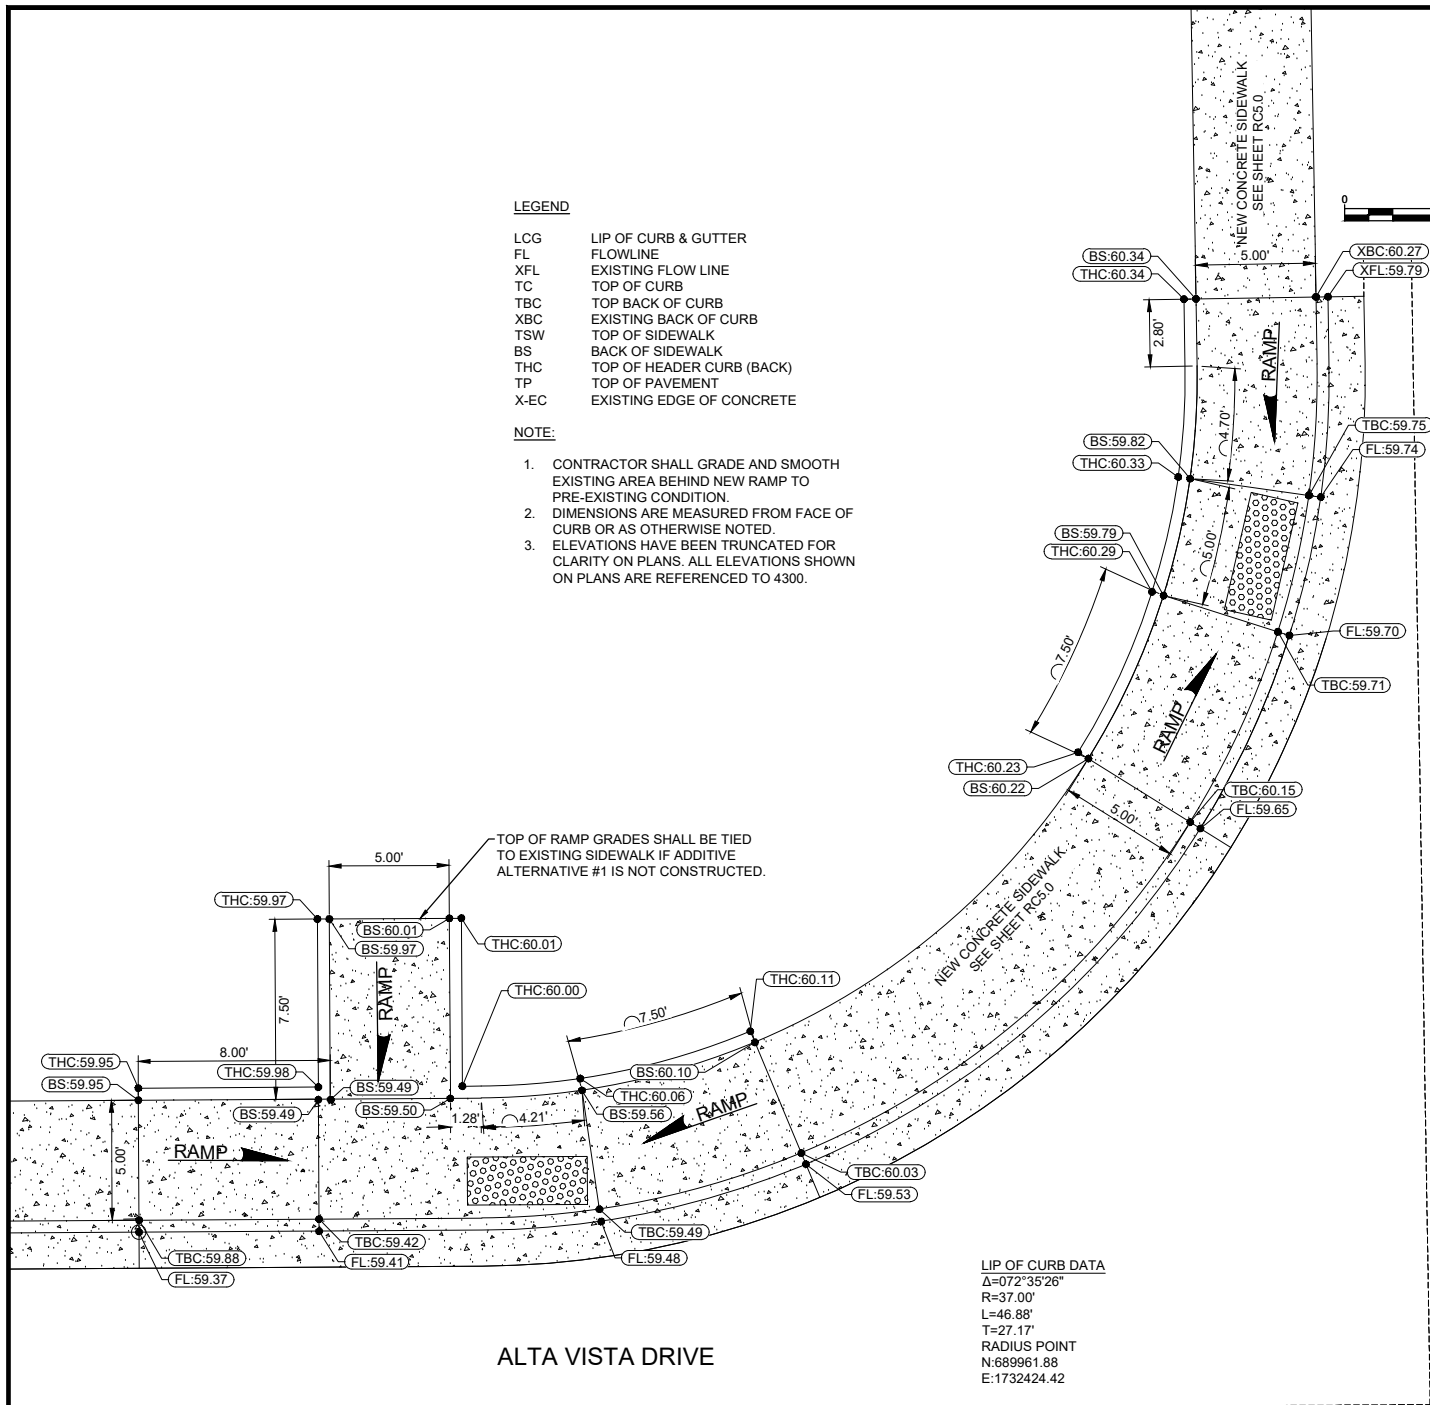 NEW CONCRETE SIDEWALK
SEE SHEET RC5.0
0
LEGEND
LCG LIP OF CURB & GUTTER
FL FLOWLINE
XFL EXISTING FLOW LINE
TC TOP OF CURB
TBC TOP BACK OF CURB
XBC EXISTING BACK OF CURB
TSW TOP OF SIDEWALK
BS BACK OF SIDEWALK
THC TOP OF HEADER CURB (BACK)
TP TOP OF PAVEMENT
X-EC EXISTING EDGE OF CONCRETE
NOTE:
1. CONTRACTOR SHALL GRADE AND SMOOTH
EXISTING AREA BEHIND NEW RAMP TO
PRE-EXISTING CONDITION.
2. DIMENSIONS ARE MEASURED FROM FACE OF
CURB OR AS OTHERWISE NOTED.
3. ELEVATIONS HAVE BEEN TRUNCATED FOR
CLARITY ON PLANS. ALL ELEVATIONS SHOWN
ON PLANS ARE REFERENCED TO 4300.
BS:60.34
THC:60.34
5.00'
XBC:60.27
XFL:59.79
2.80'
RAMP
4.70'
BS:59.82
THC:60.33
TBC:59.75
FL:59.74
BS:59.79
THC:60.29
5.00'
FL:59.70
TBC:59.71
7.50'
RAMP
THC:60.23
BS:60.22
TBC:60.15
FL:59.65
5.00'
NEW CONCRETE SIDEWALK
SEE SHEET RC5.0
TOP OF RAMP GRADES SHALL BE TIED
TO EXISTING SIDEWALK IF ADDITIVE
ALTERNATIVE #1 IS NOT CONSTRUCTED.
5.00'
THC:59.97
BS:60.01
BS:59.97
THC:60.01
RAMP
7.50'
THC:60.00
THC:60.11
7.50'
8.00'
THC:59.95
THC:59.98
BS:59.95
BS:59.49
BS:59.49
BS:59.50
BS:60.10
THC:60.06
BS:59.56
1.28'
4.21'
RAMP
5.00'
RAMP
TBC:60.03
FL:59.53
TBC:59.49
FL:59.48
TBC:59.42
FL:59.41
TBC:59.88
FL:59.37
ALTA VISTA DRIVE
LIP OF CURB DATA
Δ=072°35'26"
R=37.00'
L=46.88'
T=27.17'
RADIUS POINT
N:689961.88
E:1732424.42